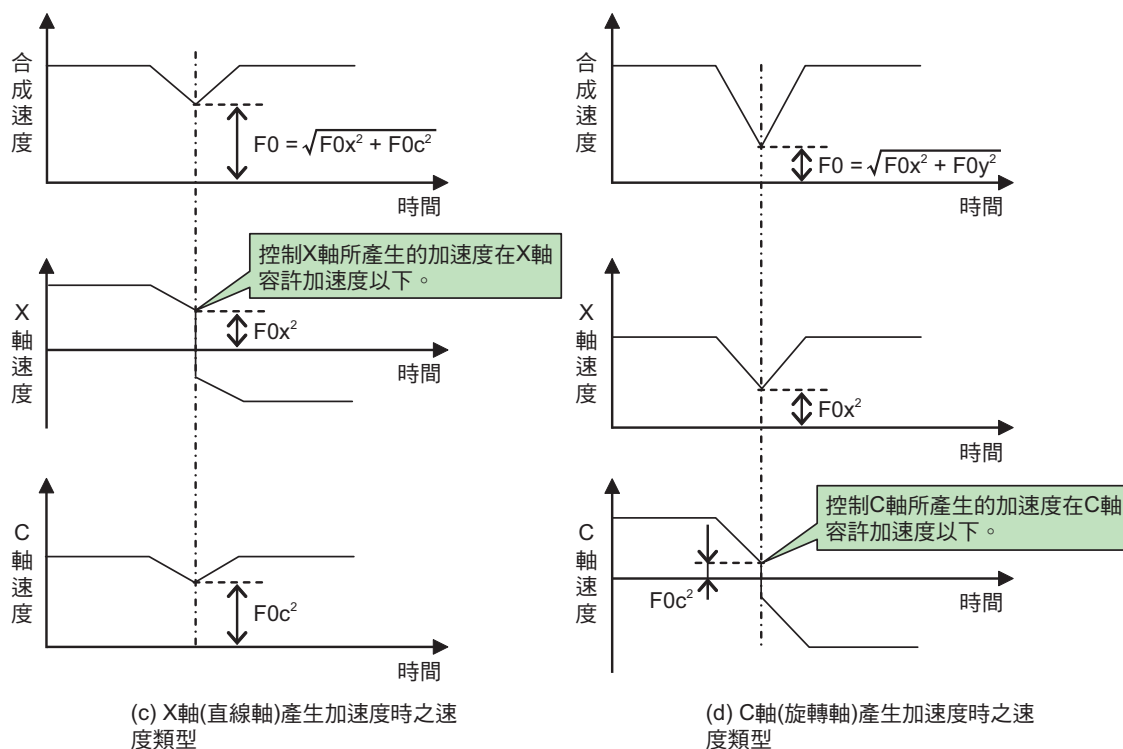 合成速度
F0 = √F0x² + F0c²
時間
控制X軸所產生的加速度在X軸
容許加速度以下。
X軸速度
F0x²
時間
C軸速度
F0c²
時間
(c) X軸(直線軸)產生加速度時之速
度類型
合成速度
F0 = √F0x² + F0y²
時間
X軸速度
F0x²
時間
控制C軸所產生的加速度在C軸
容許加速度以下。
C軸速度
F0c²
時間
(d) C軸(旋轉軸)產生加速度時之速
度類型